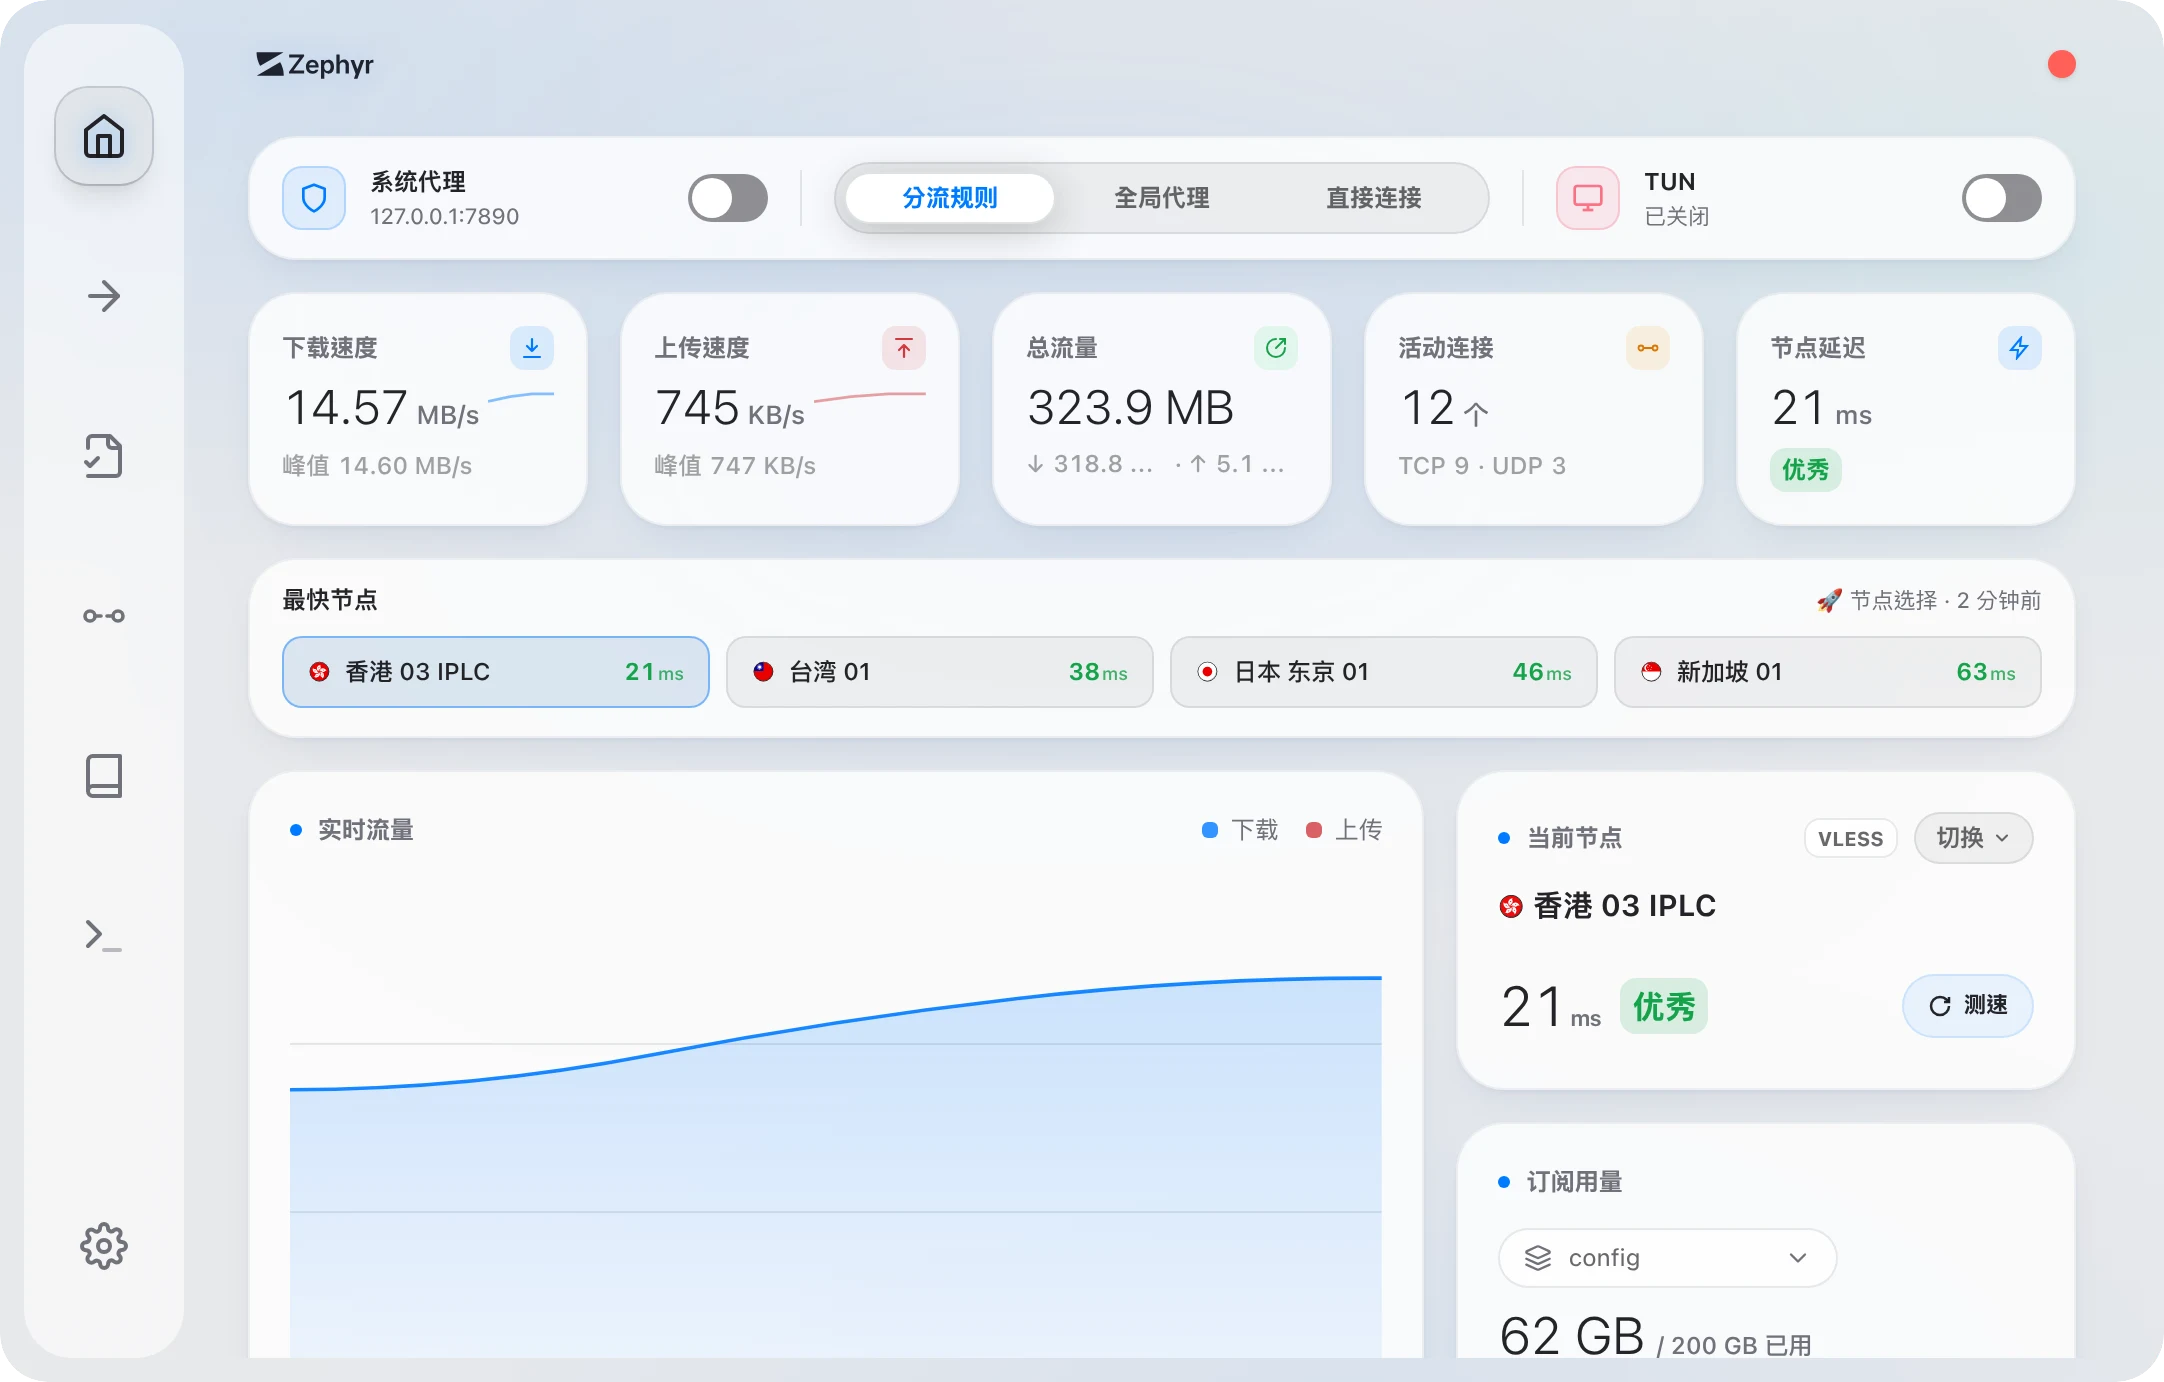 Zephyr
系统代理
127.0.0.1:7890
分流规则
全局代理
直接连接
TUN
已关闭
下载速度
14.57 MB/s
峰值 14.60 MB/s
上传速度
745 KB/s
峰值 747 KB/s
总流量
323.9 MB
↓ 318.8 ... · ↑ 5.1 ...
活动连接
12 个
TCP 9 · UDP 3
节点延迟
21 ms
优秀
最快节点
🚀 节点选择 · 2 分钟前
香港 03 IPLC 21ms
台湾 01 38ms
日本 东京 01 46ms
新加坡 01 63ms
实时流量
下载
上传
当前节点
VLESS
切换
香港 03 IPLC
21 ms 优秀
测速
订阅用量
config
62 GB / 200 GB 已用